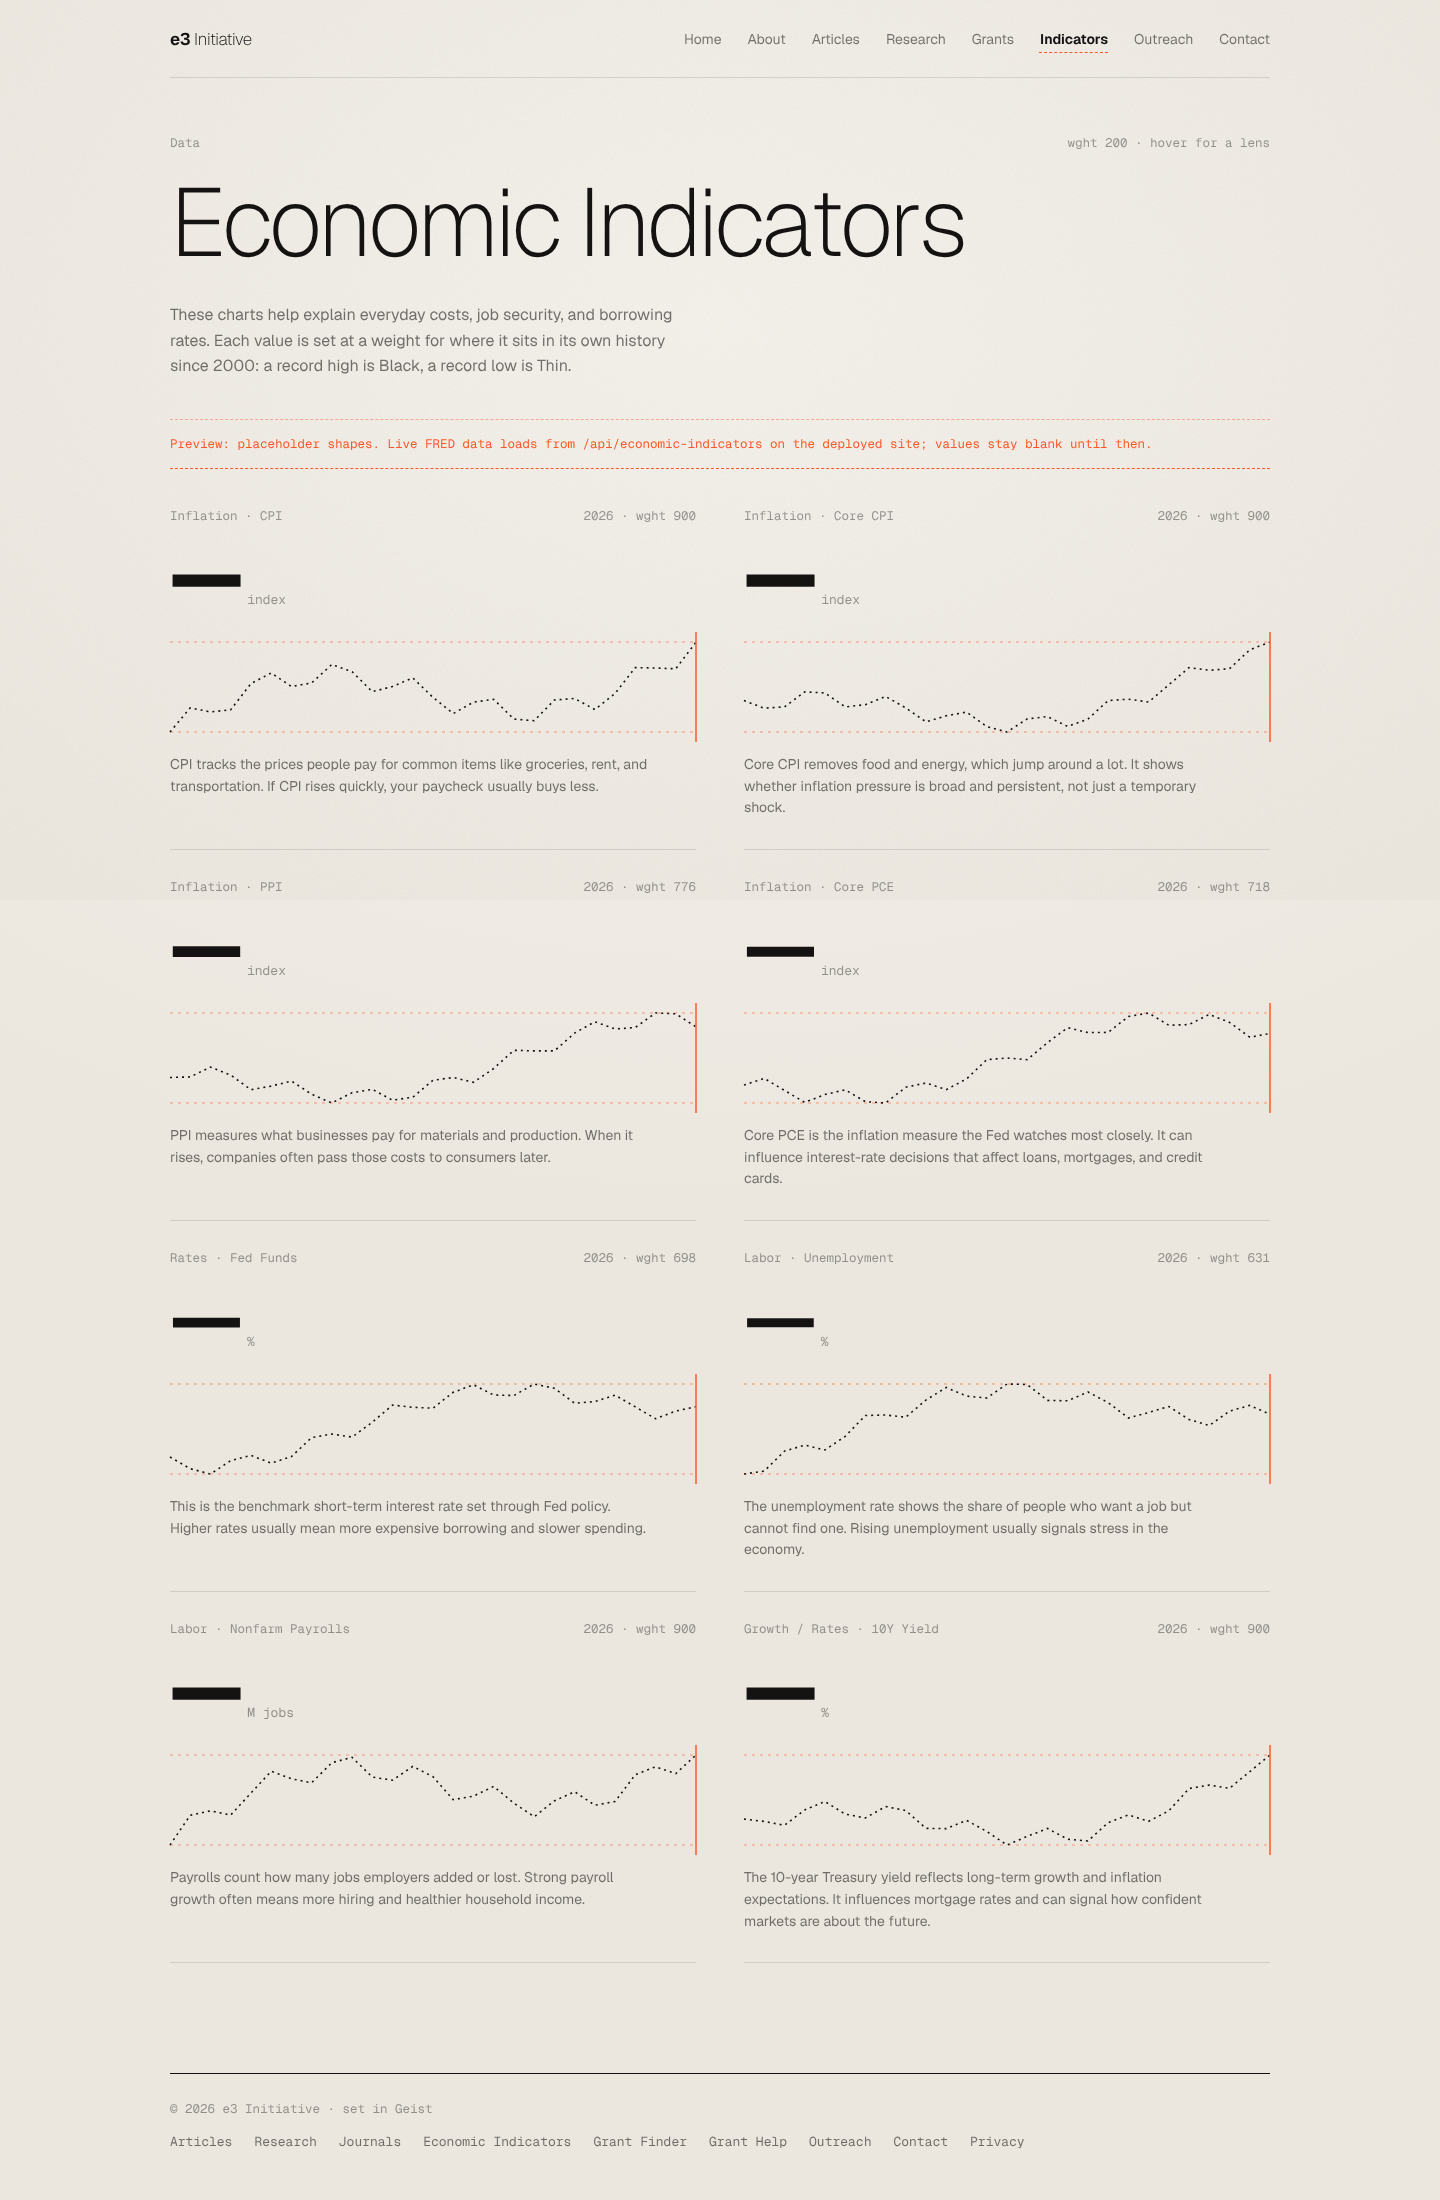 e3 Initiative
Home About Articles Research Grants Indicators Outreach Contact
Data
wght 200 · hover for a lens
Economic Indicators
These charts help explain everyday costs, job security, and borrowing
rates. Each value is set at a weight for where it sits in its own history
since 2000: a record high is Black, a record low is Thin.
Preview: placeholder shapes. Live FRED data loads from /api/economic-indicators on the deployed site; values stay blank until then.
Inflation · CPI
2026 · wght 900
—
index
CPI tracks the prices people pay for common items like groceries, rent, and
transportation. If CPI rises quickly, your paycheck usually buys less.
Inflation · Core CPI
2026 · wght 900
—
index
Core CPI removes food and energy, which jump around a lot. It shows
whether inflation pressure is broad and persistent, not just a temporary
shock.
Inflation · PPI
2026 · wght 776
—
index
PPI measures what businesses pay for materials and production. When it
rises, companies often pass those costs to consumers later.
Inflation · Core PCE
2026 · wght 718
—
index
Core PCE is the inflation measure the Fed watches most closely. It can
influence interest-rate decisions that affect loans, mortgages, and credit
cards.
Rates · Fed Funds
2026 · wght 698
—
%
This is the benchmark short-term interest rate set through Fed policy.
Higher rates usually mean more expensive borrowing and slower spending.
Labor · Unemployment
2026 · wght 631
—
%
The unemployment rate shows the share of people who want a job but
cannot find one. Rising unemployment usually signals stress in the
economy.
Labor · Nonfarm Payrolls
2026 · wght 900
—
M jobs
Payrolls count how many jobs employers added or lost. Strong payroll
growth often means more hiring and healthier household income.
Growth / Rates · 10Y Yield
2026 · wght 900
—
%
The 10-year Treasury yield reflects long-term growth and inflation
expectations. It influences mortgage rates and can signal how confident
markets are about the future.
© 2026 e3 Initiative · set in Geist
Articles Research Journals Economic Indicators Grant Finder Grant Help Outreach Contact Privacy